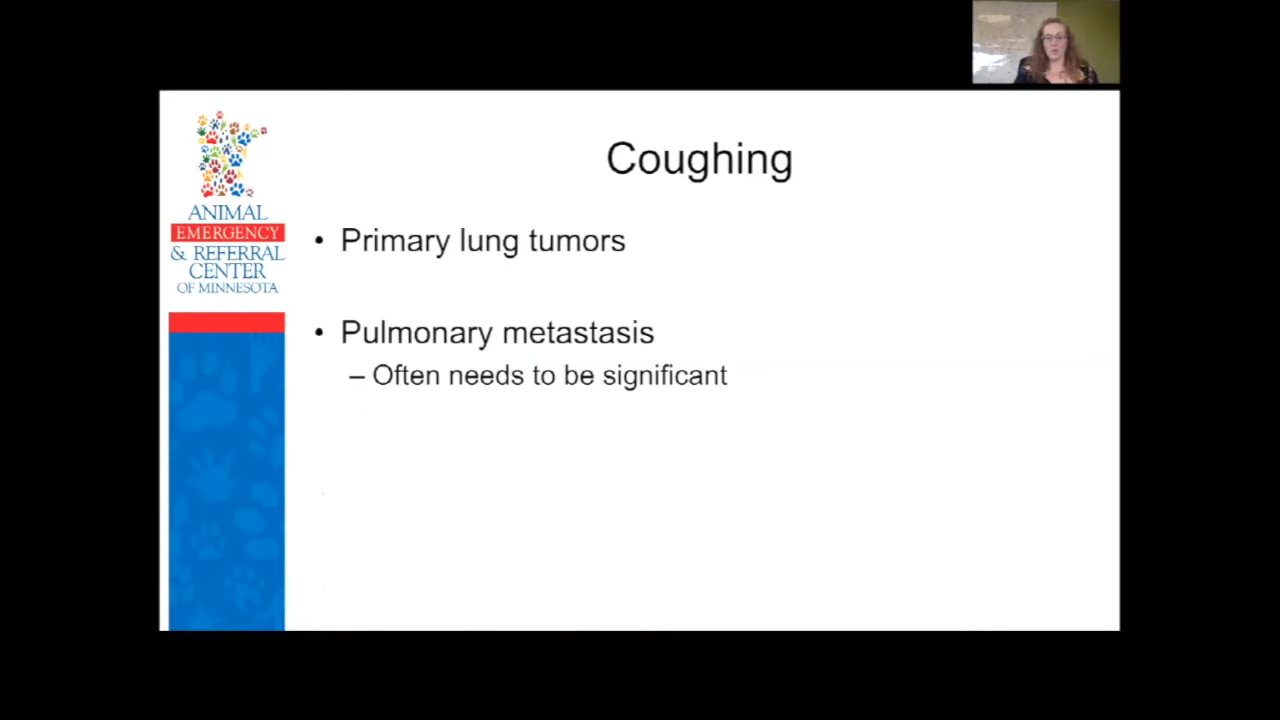 Coughing
ANIMAL
EMERGENCY
& REFERRAL
CENTER
OF MINNESOTA
• Primary lung tumors
• Pulmonary metastasis
– Often needs to be significant